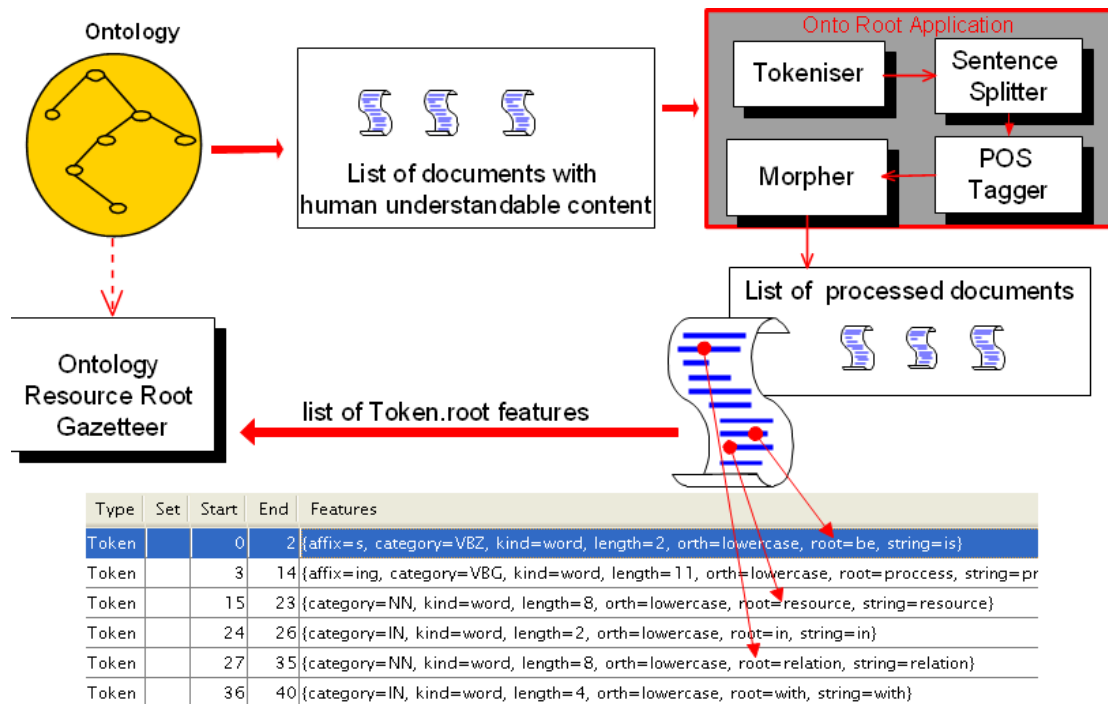 Ontology
List of documents with
human understandable content
Onto Root Application
Tokeniser
Sentence
Splitter
Morpher
POS
Tagger
List of  processed documents
Ontology
Resource Root
Gazetteer
list of Token.root features
Type Set Start End Features
Token 0 2 {affix=s, category=VBZ, kind=word, length=2, orth=lowercase, root=be, string=is}
Token 3 14 {affix=ing, category=VBG, kind=word, length=11, orth=lowercase, root=proccess, string=pr
Token 15 23 {category=NN, kind=word, length=8, orth=lowercase, root=resource, string=resource}
Token 24 26 {category=IN, kind=word, length=2, orth=lowercase, root=in, string=in}
Token 27 35 {category=NN, kind=word, length=8, orth=lowercase, root=relation, string=relation}
Token 36 40 {category=IN, kind=word, length=4, orth=lowercase, root=with, string=with}